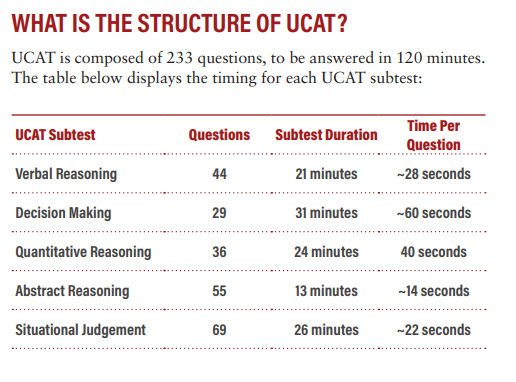 WHAT IS THE STRUCTURE OF UCAT?
UCAT is composed of 233 questions, to be answered in 120 minutes.
The table below displays the timing for each UCAT subtest:
UCAT Subtest Questions Subtest Duration Time Per Question
Verbal Reasoning 44 21 minutes ~28 seconds
Decision Making 29 31 minutes ~60 seconds
Quantitative Reasoning 36 24 minutes 40 seconds
Abstract Reasoning 55 13 minutes ~14 seconds
Situational Judgement 69 26 minutes ~22 seconds